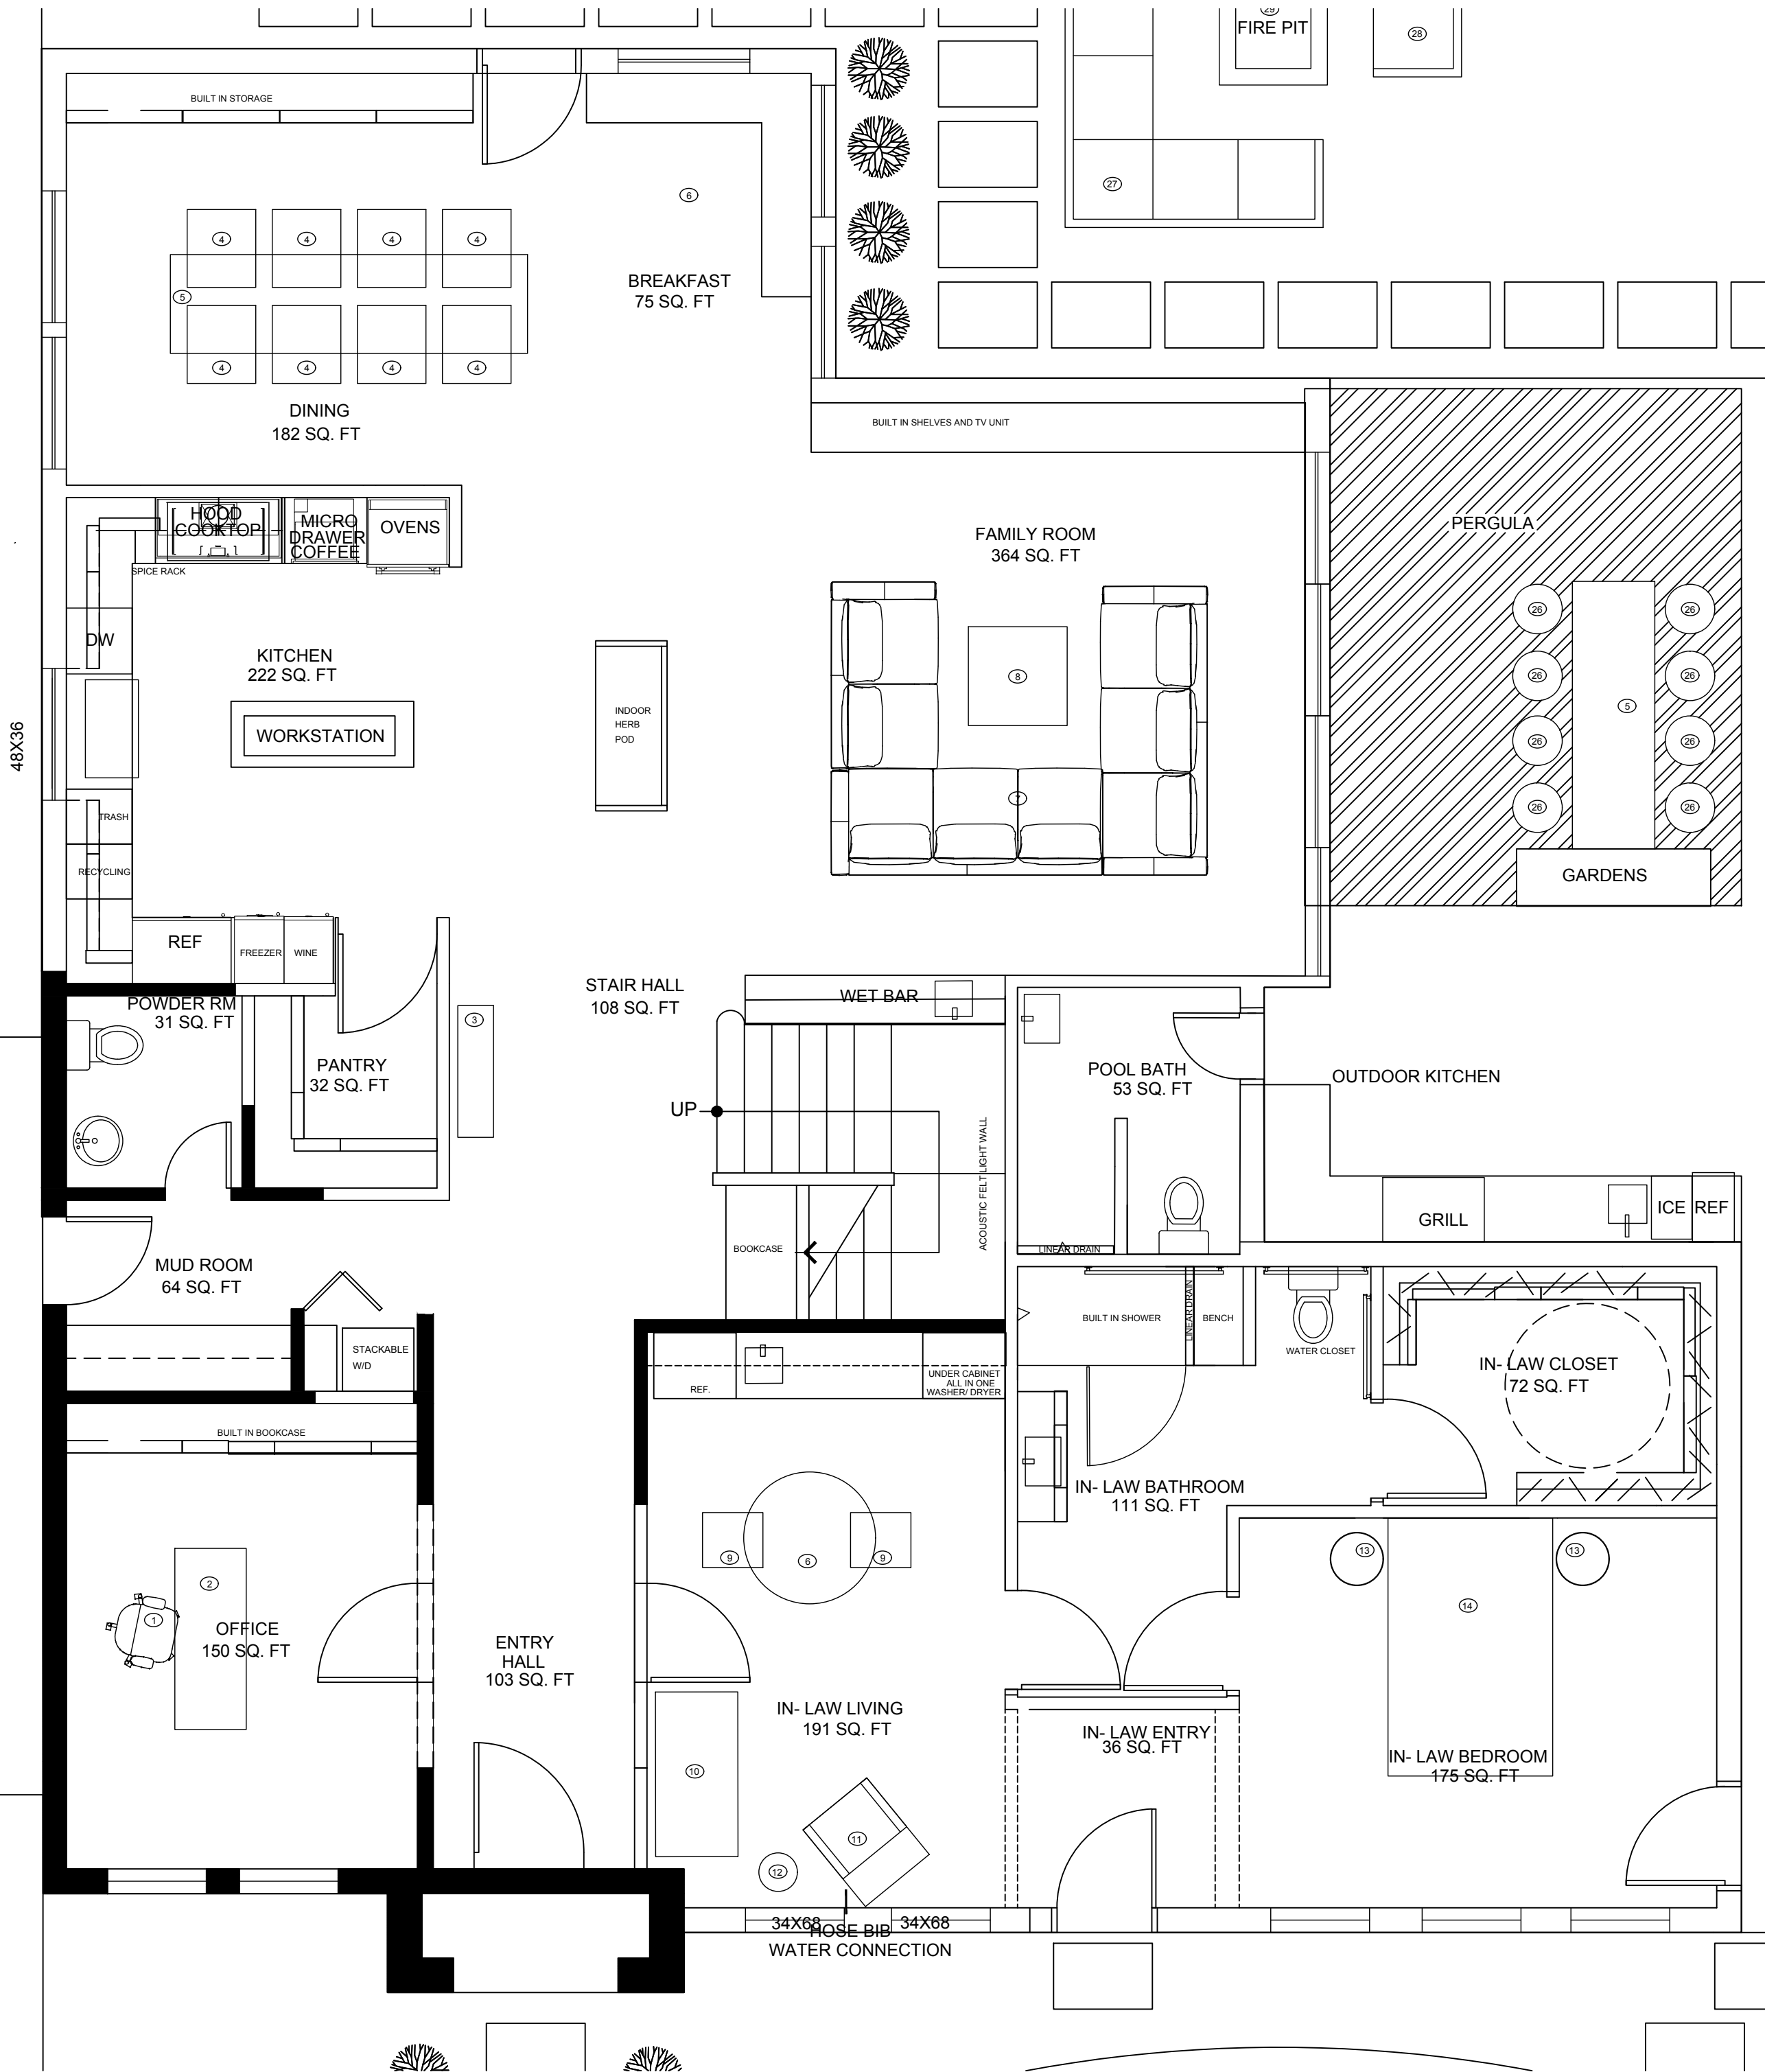 29
FIRE PIT
28
BUILT IN STORAGE
27
6
4 4 4 4
5
4 4 4 4
BREAKFAST
75 SQ. FT
DINING
182 SQ. FT
BUILT IN SHELVES AND TV UNIT
HOOD
COOKTOP
MICRO
DRAWER
COFFEE
OVENS
SPICE RACK
FAMILY ROOM
364 SQ. FT
PERGULA
DW
KITCHEN
222 SQ. FT
WORKSTATION
INDOOR
HERB
POD
8
7
26 26
26 26
5
26 26
26 26
GARDENS
48X36
TRASH
RECYCLING
REF
FREEZER
WINE
POWDER RM
31 SQ. FT
PANTRY
32 SQ. FT
3
STAIR HALL
108 SQ. FT
WET BAR
UP
BOOKCASE
ACOUSTIC FELT LIGHT WALL
POOL BATH
53 SQ. FT
LINEAR DRAIN
OUTDOOR KITCHEN
GRILL
ICE
REF
MUD ROOM
64 SQ. FT
STACKABLE
W/D
BUILT IN BOOKCASE
REF.
UNDER CABINET
ALL IN ONE
WASHER/ DRYER
BUILT IN SHOWER
LINEAR DRAIN
BENCH
WATER CLOSET
IN- LAW CLOSET
72 SQ. FT
IN- LAW BATHROOM
111 SQ. FT
9
6
9
13
13
14
2
1
OFFICE
150 SQ. FT
ENTRY
HALL
103 SQ. FT
IN- LAW LIVING
191 SQ. FT
IN- LAW ENTRY
36 SQ. FT
IN- LAW BEDROOM
175 SQ. FT
10
11
12
34X68
34X68
HOSE BIB
WATER CONNECTION